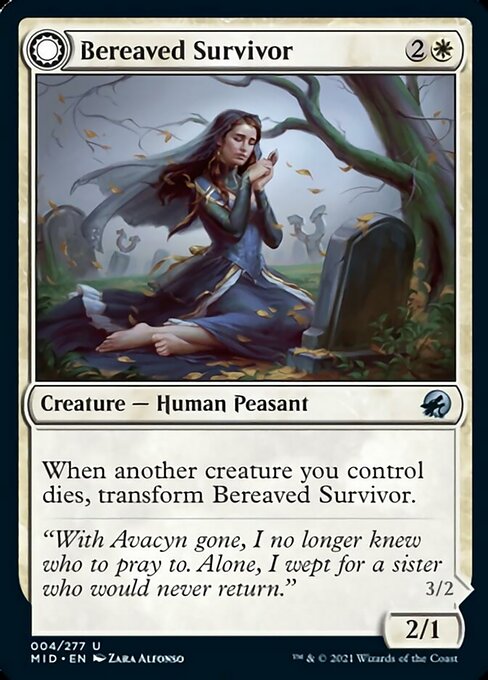 Bereaved Survivor 2
Creature — Human Peasant
When another creature you control
dies, transform Bereaved Survivor.
“With Avacyn gone, I no longer knew
who to pray to. Alone, I wept for a sister
who would never return.”
3/2
2/1
004/277 U
MID • EN Zara Alfonso
™ & © 2021 Wizards of the Coast